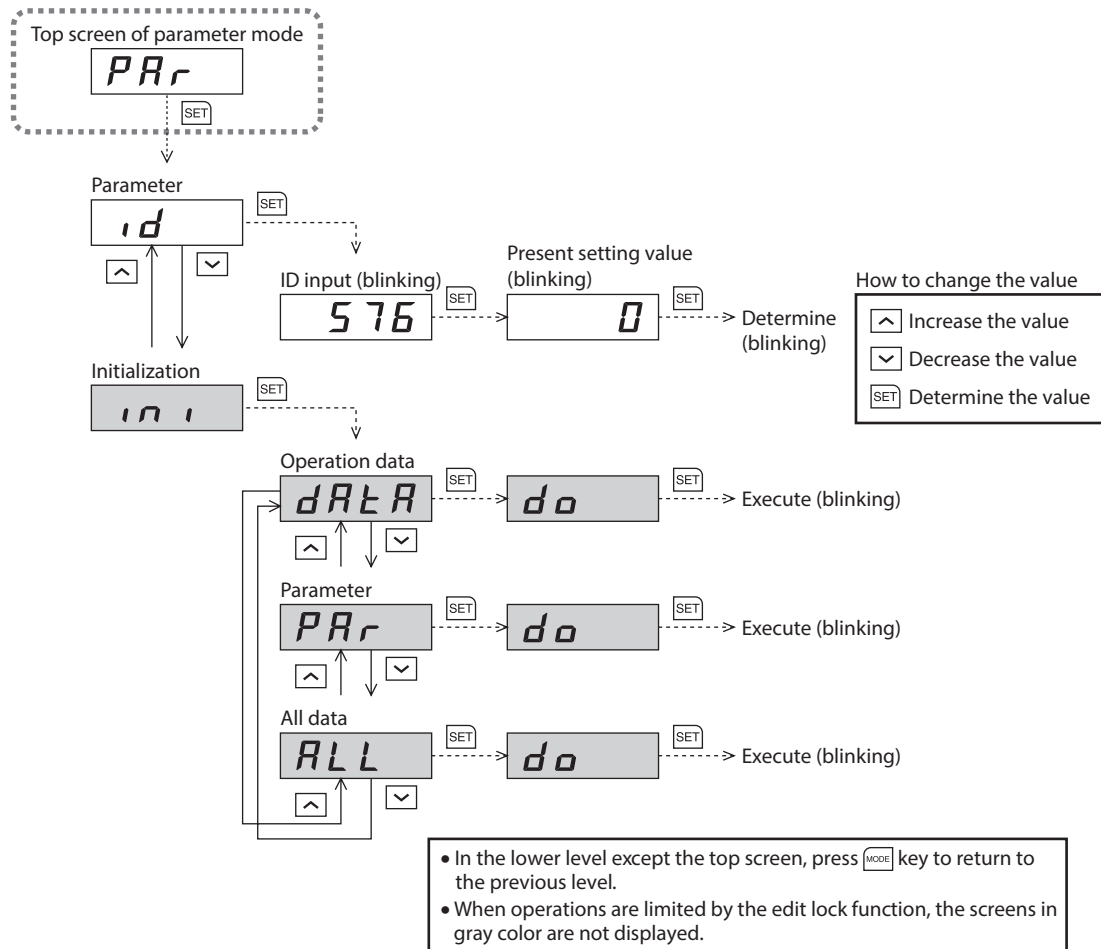 Top screen of parameter mode
PAr
SET
Parameter
id
SET
ID input (blinking)
576
SET
Present setting value
(blinking)
0
SET
Determine
(blinking)
How to change the value
Increase the value
Decrease the value
SET Determine the value
Initialization
ini
SET
Operation data
dAtA
SET
do
SET
Execute (blinking)
Parameter
PAr
SET
do
SET
Execute (blinking)
All data
ALL
SET
do
SET
Execute (blinking)
• In the lower level except the top screen, press MODE key to return to
the previous level.
• When operations are limited by the edit lock function, the screens in
gray color are not displayed.